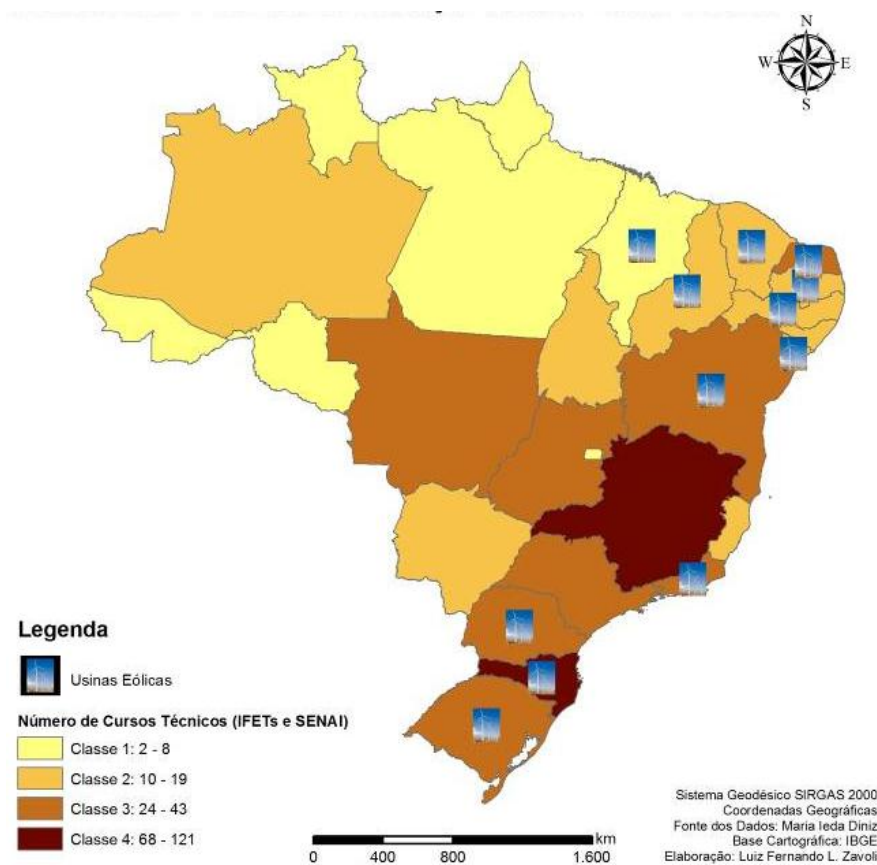 N
W E
S
Legenda
Usinas Eólicas
Número de Cursos Técnicos (IFETs e SENAI)
Classe 1: 2 - 8
Classe 2: 10 - 19
Classe 3: 24 - 43
Classe 4: 68 - 121
km
0 400 800 1.600
Sistema Geodésico SIRGAS 2000
Coordenadas Geográficas
Fonte dos Dados: Maria Ieda Diniz
Base Cartográfica: IBGE
Elaboração: Luiz Fernando L. Zavoli